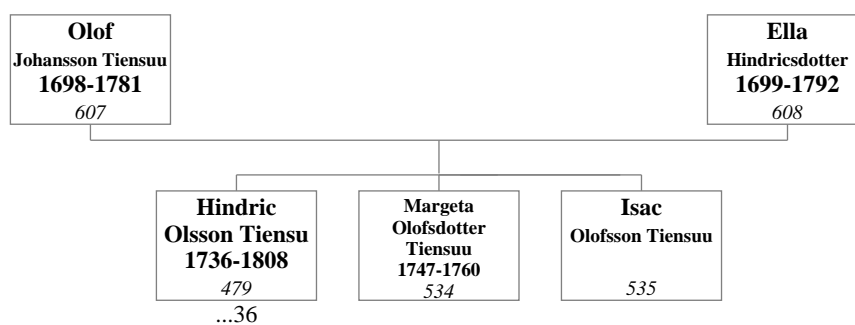 Olof
Johansson Tiensuu
1698-1781
607
Ella
Hindricsdotter
1699-1792
608
Hindric
Olsson Tiensu
1736-1808
479
...36
Margeta
Olofsdotter
Tiensuu
1747-1760
534
Isac
Olofsson Tiensuu
535